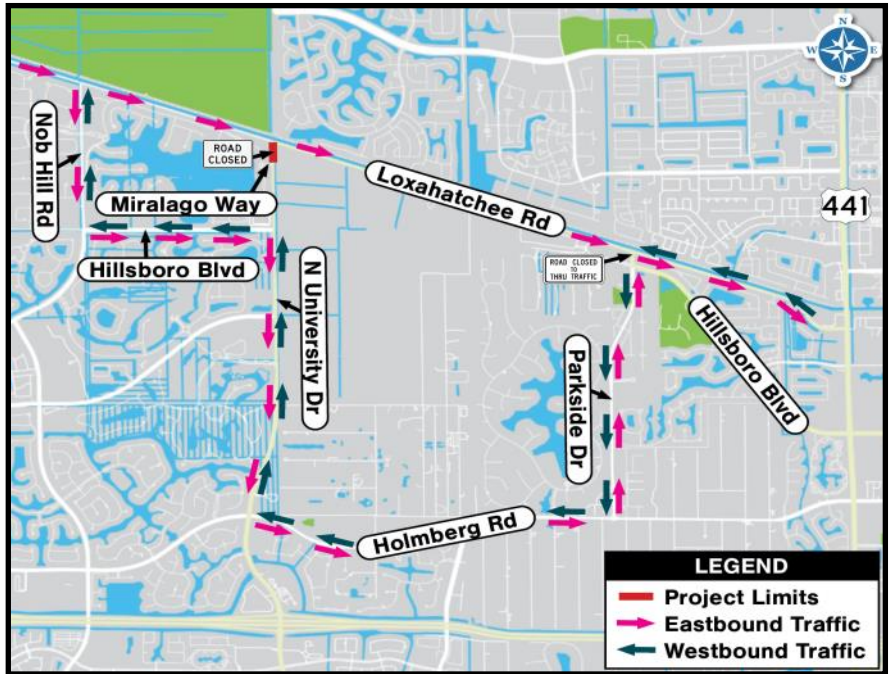 N
W E
S
Nob Hill Rd
ROAD
CLOSED
Miralago Way
Loxahatchee Rd
441
Hillsboro Blvd
ROAD CLOSED
TO
THRU TRAFFIC
N University Dr
Hillsboro Blvd
Parkside Dr
Holmberg Rd
LEGEND
Project Limits
Eastbound Traffic
Westbound Traffic